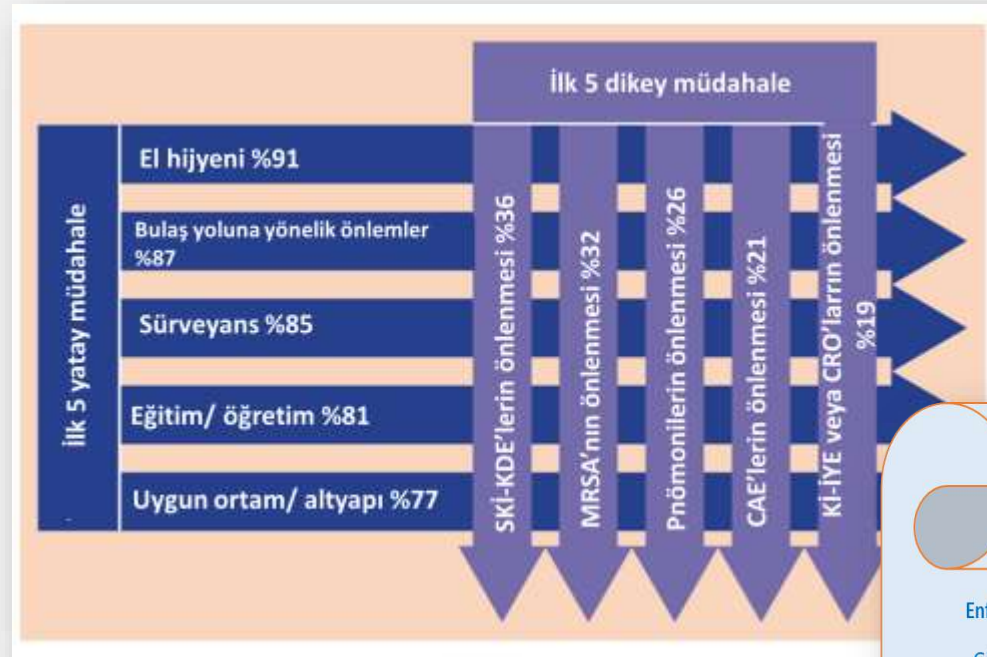 İlk 5 dikey müdahale
İlk 5 yatay müdahale
El hijyeni %91
Bulaş yoluna yönelik önlemler
%87
Sürveyans %85
Eğitim/ öğretim %81
Uygun ortam/ altyapı %77
SKİ-KDE'lerin önlenmesi %36
MRSA'nın önlenmesi %32
Pnömonilerin önlenmesi %26
CAE'lerin önlenmesi %21
Kİ-İYE veya CRO'larrın önlenmesi
%19